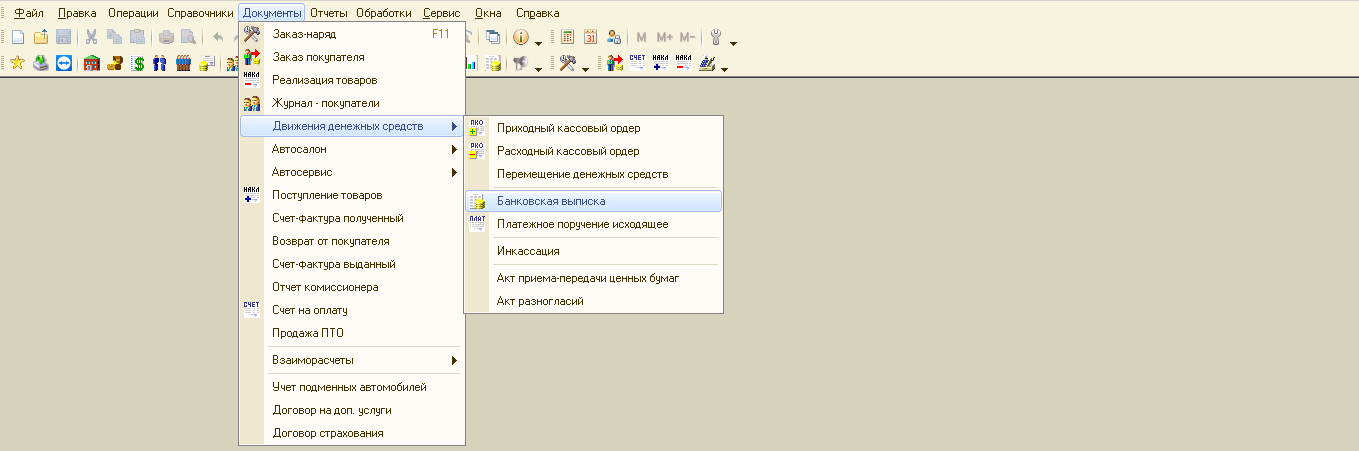 Файл Правка Операции Справочники Документы Отчеты Обработки Сервис Окна Справка
M M+ M-
31
НАКЛ СЧЕТ НАКЛ НАКЛ
Заказ-наряд F11
Заказ покупателя
Реализация товаров
Журнал - покупатели
Движения денежных средств
Автосалон
Автосервис
НАКЛ Поступление товаров
Счет-фактура полученный
Возврат от покупателя
Счет-фактура выданный
Отчет комиссионера
СЧЕТ Счет на оплату
Продажа ПТО
Взаиморасчеты
Учет подменных автомобилей
Договор на доп. услуги
Договор страхования
ПКО Приходный кассовый ордер
РКО Расходный кассовый ордер
Перемещение денежных средств
Банковская выписка
ПЛАТ Платежное поручение исходящее
Инкассация
Акт приема-передачи ценных бумаг
Акт разногласий